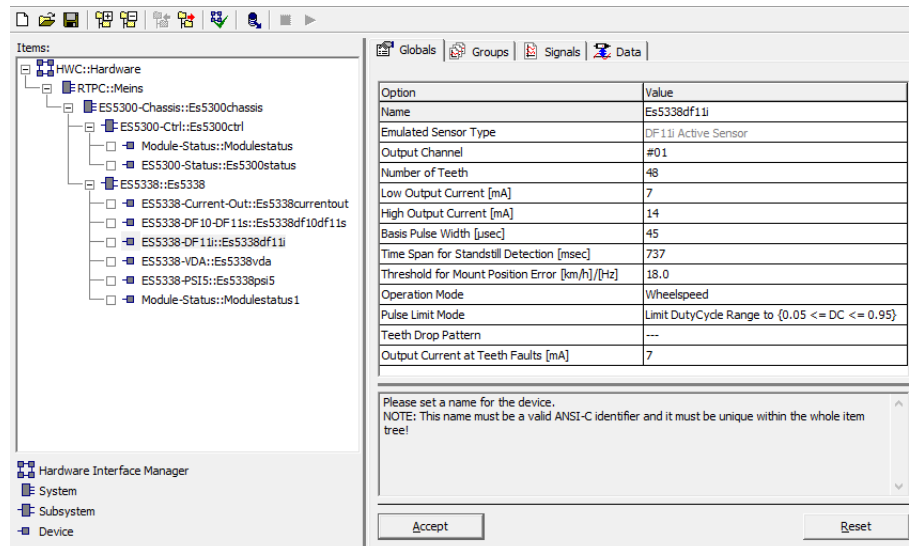 Items:
HWC::Hardware
RTPC::Meins
ES5300-Chassis::Es5300chassis
ES5300-Ctrl::Es5300ctrl
Module-Status::Modulestatus
ES5300-Status::Es5300status
ES5338::Es5338
ES5338-Current-Out::Es5338currentout
ES5338-DF10-DF11s::Es5338df10df11s
ES5338-DF11i::Es5338df11i
ES5338-VDA::Es5338vda
ES5338-PSI5::Es5338psi5
Module-Status::Modulestatus1
Hardware Interface Manager
System
Subsystem
Device
Globals Groups Signals Data
Option Value
Name Es5338df11i
Emulated Sensor Type DF11i Active Sensor
Output Channel #01
Number of Teeth 48
Low Output Current [mA] 7
High Output Current [mA] 14
Basis Pulse Width [µsec] 45
Time Span for Standstill Detection [msec] 737
Threshold for Mount Position Error [km/h]/[Hz] 18.0
Operation Mode Wheelspeed
Pulse Limit Mode Limit DutyCycle Range to {0.05 <= DC <= 0.95}
Teeth Drop Pattern ---
Output Current at Teeth Faults [mA] 7
Please set a name for the device.
NOTE: This name must be a valid ANSI-C identifier and it must be unique within the whole item
tree!
Accept Reset